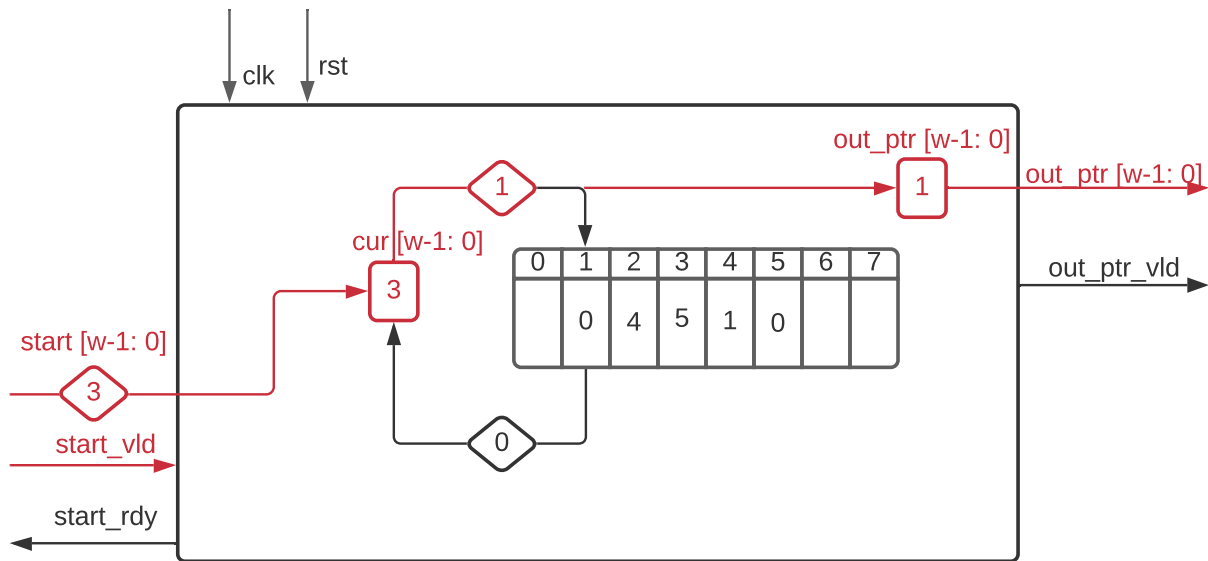 clk
rst
out_ptr [w-1: 0]
1
1
out_ptr [w-1: 0]
cur [w-1: 0]
3
0 1 2 3 4 5 6 7
out_ptr_vld
0 4 5 1 0
start [w-1: 0]
3
start_vld
0
start_rdy